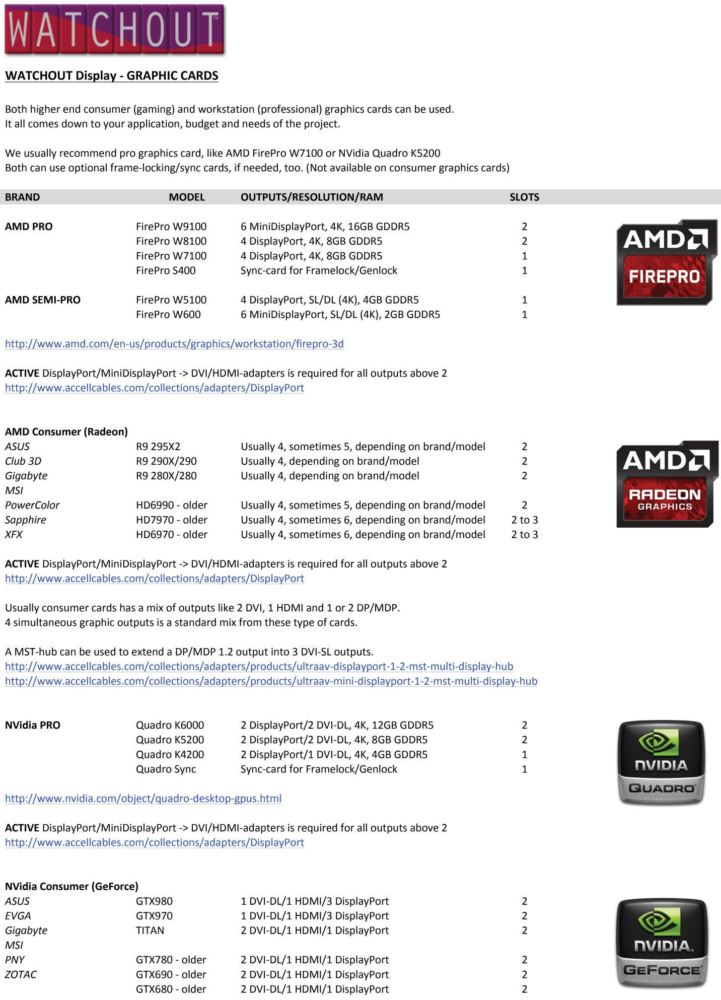 WATCHOUT™
WATCHOUT Display - GRAPHIC CARDS
Both higher end consumer (gaming) and workstation (professional) graphics cards can be used.
It all comes down to your application, budget and needs of the project.
We usually recommend pro graphics card, like AMD FirePro W7100 or NVidia Quadro K5200
Both can use optional frame-locking/sync cards, if needed, too. (Not available on consumer graphics cards)
BRAND MODEL OUTPUTS/RESOLUTION/RAM SLOTS
AMD PRO FirePro W9100 6 MiniDisplayPort, 4K, 16GB GDDR5 2
FirePro W8100 4 DisplayPort, 4K, 8GB GDDR5 2
FirePro W7100 4 DisplayPort, 4K, 8GB GDDR5 1
FirePro S400 Sync-card for Framelock/Genlock 1
AMD
FIREPRO
AMD SEMI-PRO FirePro W5100 4 DisplayPort, SL/DL (4K), 4GB GDDR5 1
FirePro W600 6 MiniDisplayPort, SL/DL (4K), 2GB GDDR5 1
http://www.amd.com/en-us/products/graphics/workstation/firepro-3d
ACTIVE DisplayPort/MiniDisplayPort -> DVI/HDMI-adapters is required for all outputs above 2
http://www.accellcables.com/collections/adapters/DisplayPort
AMD Consumer (Radeon)
ASUS R9 295X2 Usually 4, sometimes 5, depending on brand/model 2
Club 3D R9 290X/290 Usually 4, depending on brand/model 2
Gigabyte R9 280X/280 Usually 4, depending on brand/model 2
MSI
PowerColor HD6990 - older Usually 4, sometimes 5, depending on brand/model 2
Sapphire HD7970 - older Usually 4, sometimes 6, depending on brand/model 2 to 3
XFX HD6970 - older Usually 4, sometimes 6, depending on brand/model 2 to 3
AMD
RADEON
GRAPHICS
ACTIVE DisplayPort/MiniDisplayPort -> DVI/HDMI-adapters is required for all outputs above 2
http://www.accellcables.com/collections/adapters/DisplayPort
Usually consumer cards has a mix of outputs like 2 DVI, 1 HDMI and 1 or 2 DP/MDP.
4 simultaneous graphic outputs is a standard mix from these type of cards.
A MST-hub can be used to extend a DP/MDP 1.2 output into 3 DVI-SL outputs.
http://www.accellcables.com/collections/adapters/products/ultraav-displayport-1-2-mst-multi-display-hub
http://www.accellcables.com/collections/adapters/products/ultraav-mini-displayport-1-2-mst-multi-display-hub
NVidia PRO Quadro K6000 2 DisplayPort/2 DVI-DL, 4K, 12GB GDDR5 2
Quadro K5200 2 DisplayPort/2 DVI-DL, 4K, 8GB GDDR5 2
Quadro K4200 2 DisplayPort/1 DVI-DL, 4K, 4GB GDDR5 1
Quadro Sync Sync-card for Framelock/Genlock 1
NVIDIA
QUADRO®
http://www.nvidia.com/object/quadro-desktop-gpus.html
ACTIVE DisplayPort/MiniDisplayPort -> DVI/HDMI-adapters is required for all outputs above 2
http://www.accellcables.com/collections/adapters/DisplayPort
NVidia Consumer (GeForce)
ASUS GTX980 1 DVI-DL/1 HDMI/3 DisplayPort 2
EVGA GTX970 1 DVI-DL/1 HDMI/3 DisplayPort 2
Gigabyte TITAN 2 DVI-DL/1 HDMI/1 DisplayPort 2
MSI
PNY GTX780 - older 2 DVI-DL/1 HDMI/1 DisplayPort 2
ZOTAC GTX690 - older 2 DVI-DL/1 HDMI/1 DisplayPort 2
GTX680 - older 2 DVI-DL/1 HDMI/1 DisplayPort 2
NVIDIA.
GEFORCE®